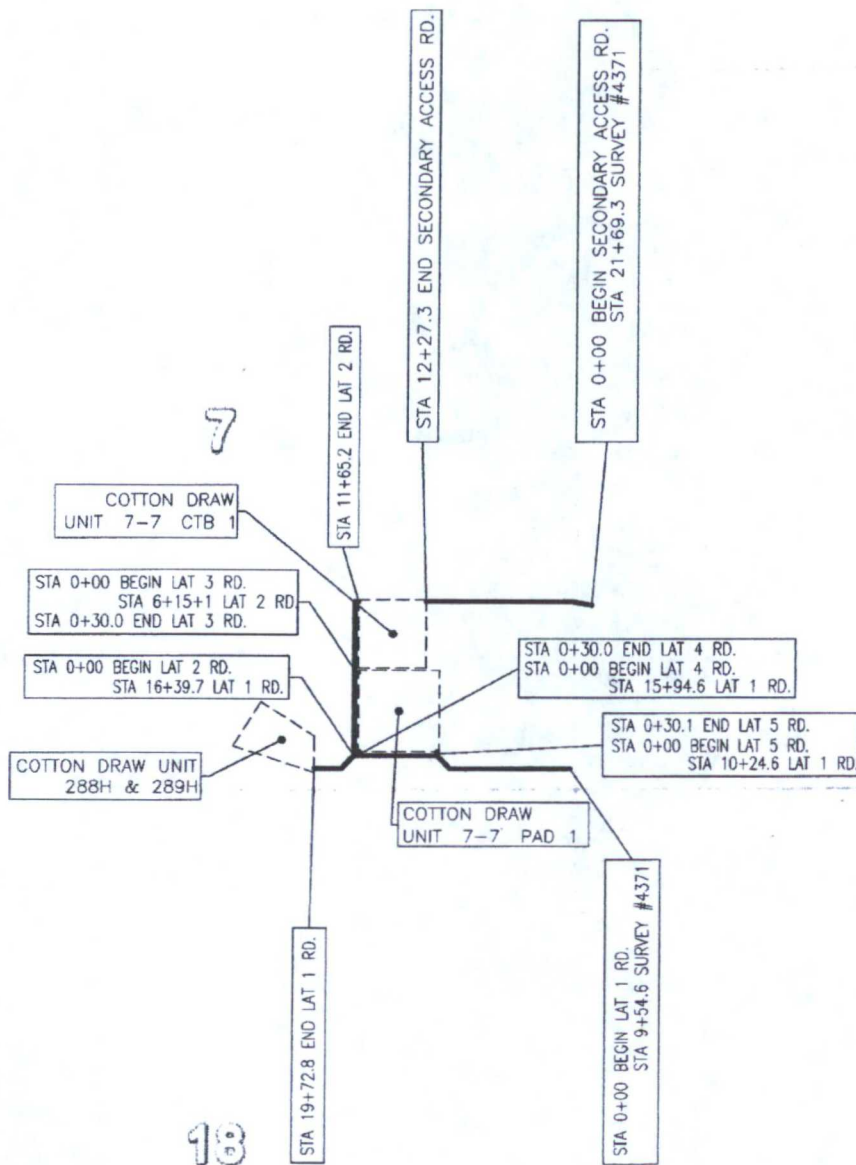 STA 12+27.3 END SECONDARY ACCESS RD.
STA 0+00 BEGIN SECONDARY ACCESS RD.
STA 21+69.3 SURVEY #4371
STA 11+65.2 END LAT 2 RD.
7
COTTON DRAW
UNIT 7-7 CTB 1
STA 0+00 BEGIN LAT 3 RD.
STA 6+15+1 LAT 2 RD.
STA 0+30.0 END LAT 3 RD.
STA 0+00 BEGIN LAT 2 RD.
STA 16+39.7 LAT 1 RD.
STA 0+30.0 END LAT 4 RD.
STA 0+00 BEGIN LAT 4 RD.
STA 15+94.6 LAT 1 RD.
STA 0+30.1 END LAT 5 RD.
STA 0+00 BEGIN LAT 5 RD.
STA 10+24.6 LAT 1 RD.
COTTON DRAW UNIT
288H & 289H
COTTON DRAW
UNIT 7-7 PAD 1
STA 19+72.8 END LAT 1 RD.
STA 0+00 BEGIN LAT 1 RD.
STA 9+54.6 SURVEY #4371
18